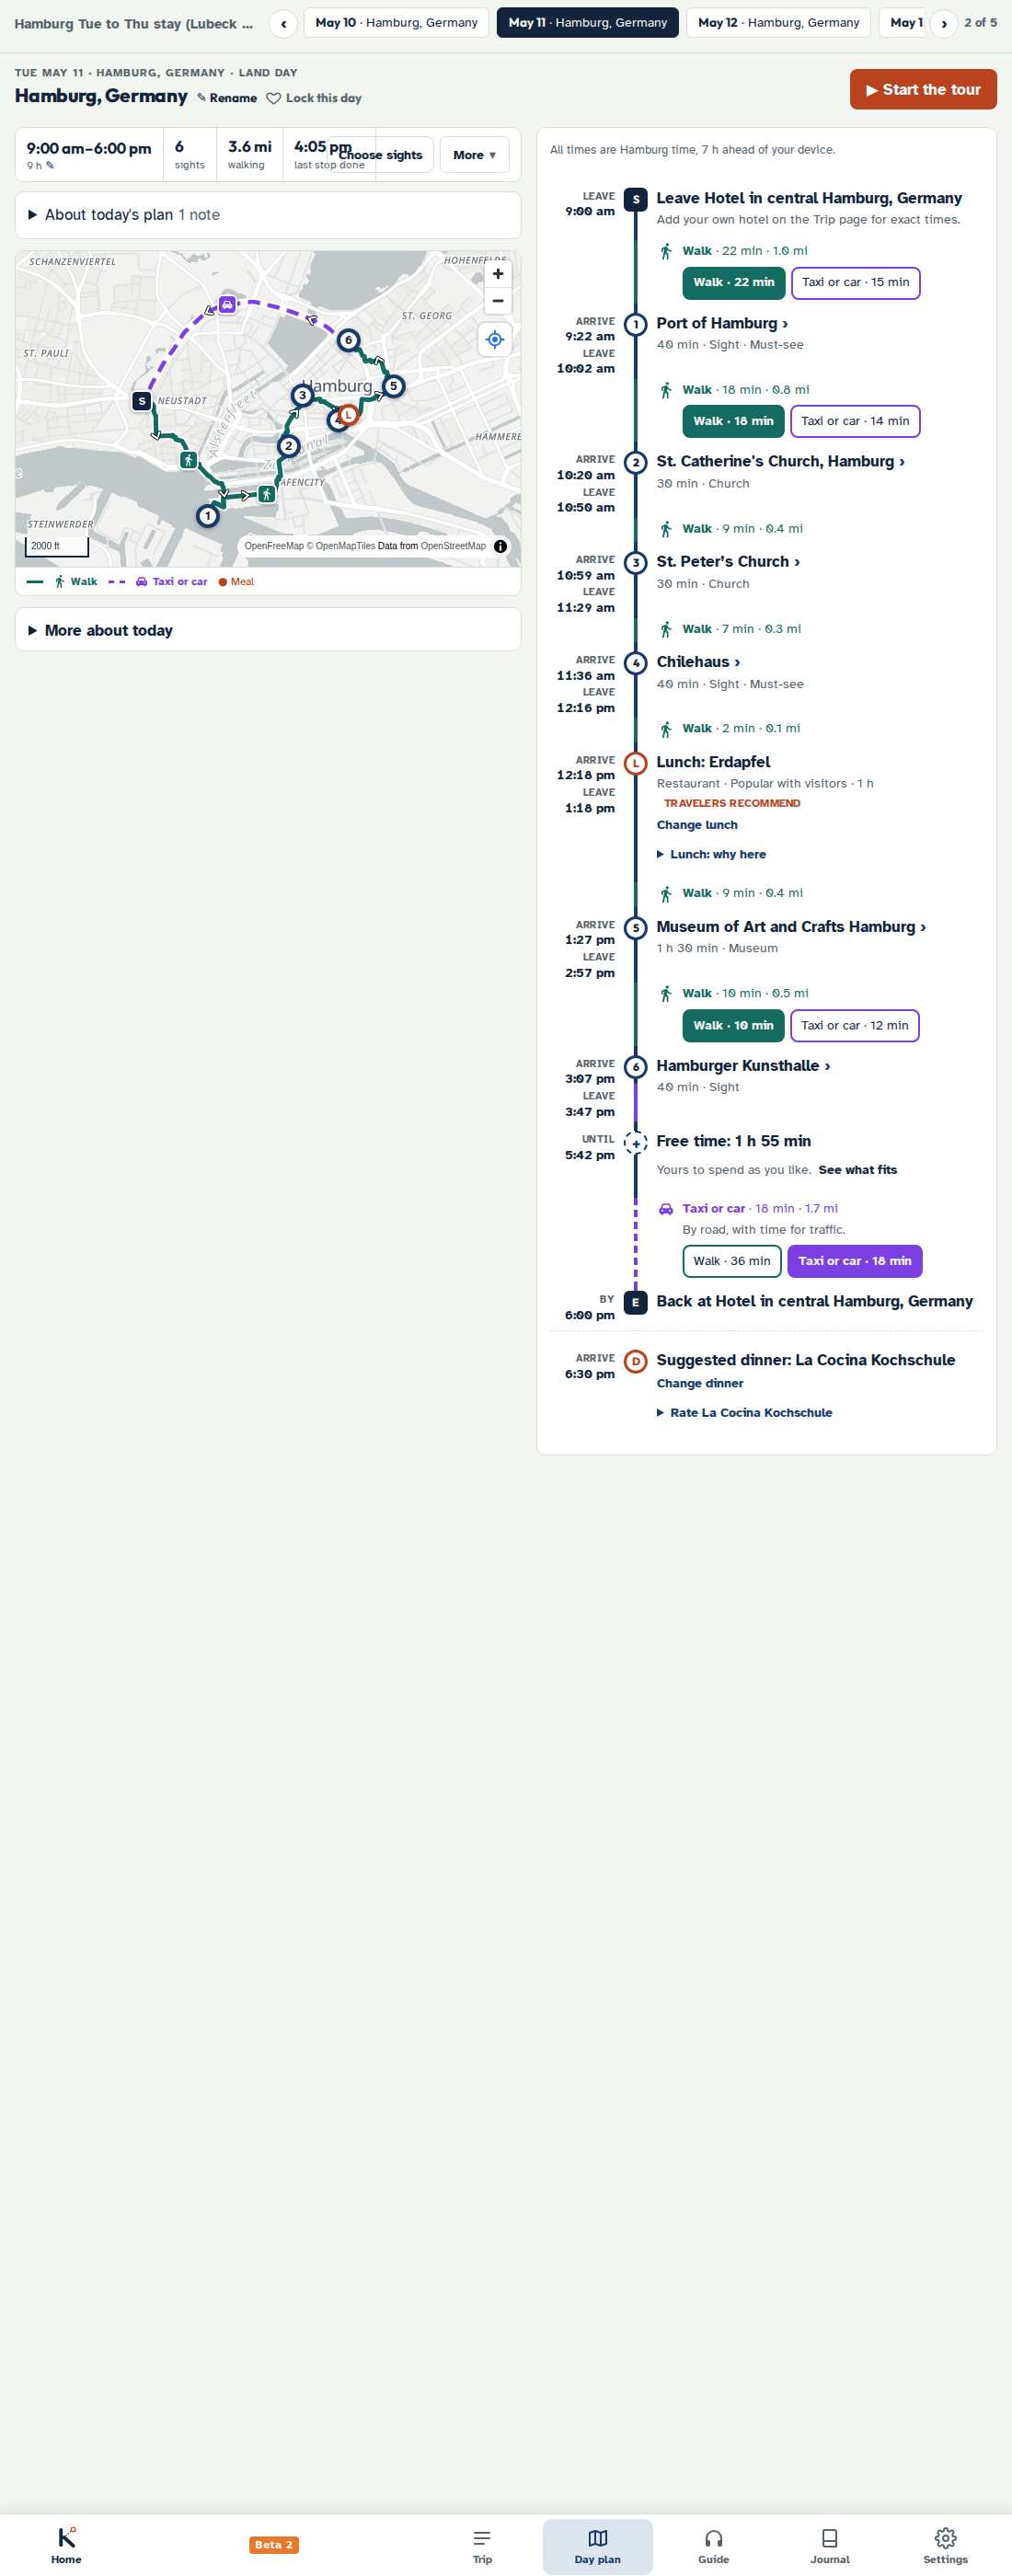 Hamburg Tue to Thu stay (Lubeck ...
‹
May 10 · Hamburg, Germany
May 11 · Hamburg, Germany
May 12 · Hamburg, Germany
May 1
›
2 of 5
TUE MAY 11 · HAMBURG, GERMANY · LAND DAY
Hamburg, Germany ✎ Rename Lock this day
▶ Start the tour
9:00 am–6:00 pm
9 h ✎
6
sights
3.6 mi
walking
4:05 pm
last stop done
Choose sights
More ▾
▶ About today's plan 1 note
SCHANZENVIERTEL
HOHENFELDE
ST. GEORG
ST. PAULI
NEUSTADT
Hamburg
Alsterfleet
HAMMERB
HAFENCITY
STEINWERDER
S
1
2
3
4
L
5
6
+
−
2000 ft
OpenFreeMap © OpenMapTiles Data from OpenStreetMap
Walk
Taxi or car
Meal
▶ More about today
All times are Hamburg time, 7 h ahead of your device.
LEAVE
9:00 am
S
Leave Hotel in central Hamburg, Germany
Add your own hotel on the Trip page for exact times.
Walk · 22 min · 1.0 mi
Walk · 22 min
Taxi or car · 15 min
ARRIVE
9:22 am
LEAVE
10:02 am
1
Port of Hamburg ›
40 min · Sight · Must-see
Walk · 18 min · 0.8 mi
Walk · 18 min
Taxi or car · 14 min
ARRIVE
10:20 am
LEAVE
10:50 am
2
St. Catherine's Church, Hamburg ›
30 min · Church
Walk · 9 min · 0.4 mi
ARRIVE
10:59 am
LEAVE
11:29 am
3
St. Peter's Church ›
30 min · Church
Walk · 7 min · 0.3 mi
ARRIVE
11:36 am
LEAVE
12:16 pm
4
Chilehaus ›
40 min · Sight · Must-see
Walk · 2 min · 0.1 mi
ARRIVE
12:18 pm
LEAVE
1:18 pm
L
Lunch: Erdapfel
Restaurant · Popular with visitors · 1 h
TRAVELERS RECOMMEND
Change lunch
▶ Lunch: why here
Walk · 9 min · 0.4 mi
ARRIVE
1:27 pm
LEAVE
2:57 pm
5
Museum of Art and Crafts Hamburg ›
1 h 30 min · Museum
Walk · 10 min · 0.5 mi
Walk · 10 min
Taxi or car · 12 min
ARRIVE
3:07 pm
LEAVE
3:47 pm
6
Hamburger Kunsthalle ›
40 min · Sight
UNTIL
5:42 pm
+
Free time: 1 h 55 min
Yours to spend as you like. See what fits
Taxi or car · 18 min · 1.7 mi
By road, with time for traffic.
Walk · 36 min
Taxi or car · 18 min
BY
6:00 pm
E
Back at Hotel in central Hamburg, Germany
ARRIVE
6:30 pm
D
Suggested dinner: La Cocina Kochschule
Change dinner
▶ Rate La Cocina Kochschule
Home
Beta 2
Trip
Day plan
Guide
Journal
Settings